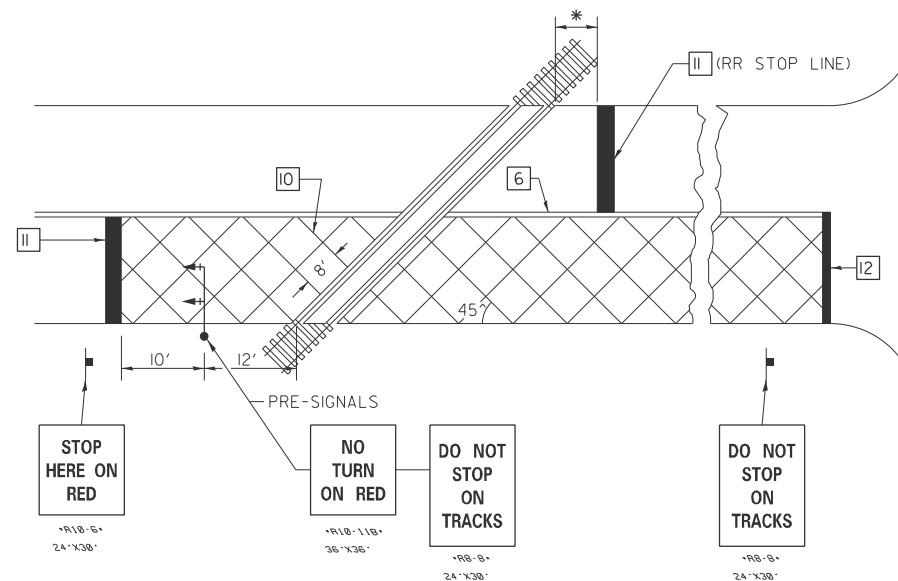 *
11 (RR STOP LINE)
10
6
11
8'
12
45°
10'
12'
PRE-SIGNALS
STOP
HERE ON
RED
*R10-6*
24"X30"
NO
TURN
ON RED
*R10-11B*
36"X36"
DO NOT
STOP
ON
TRACKS
*R8-8*
24"X30"
DO NOT
STOP
ON
TRACKS
*R8-8*
24"X30"